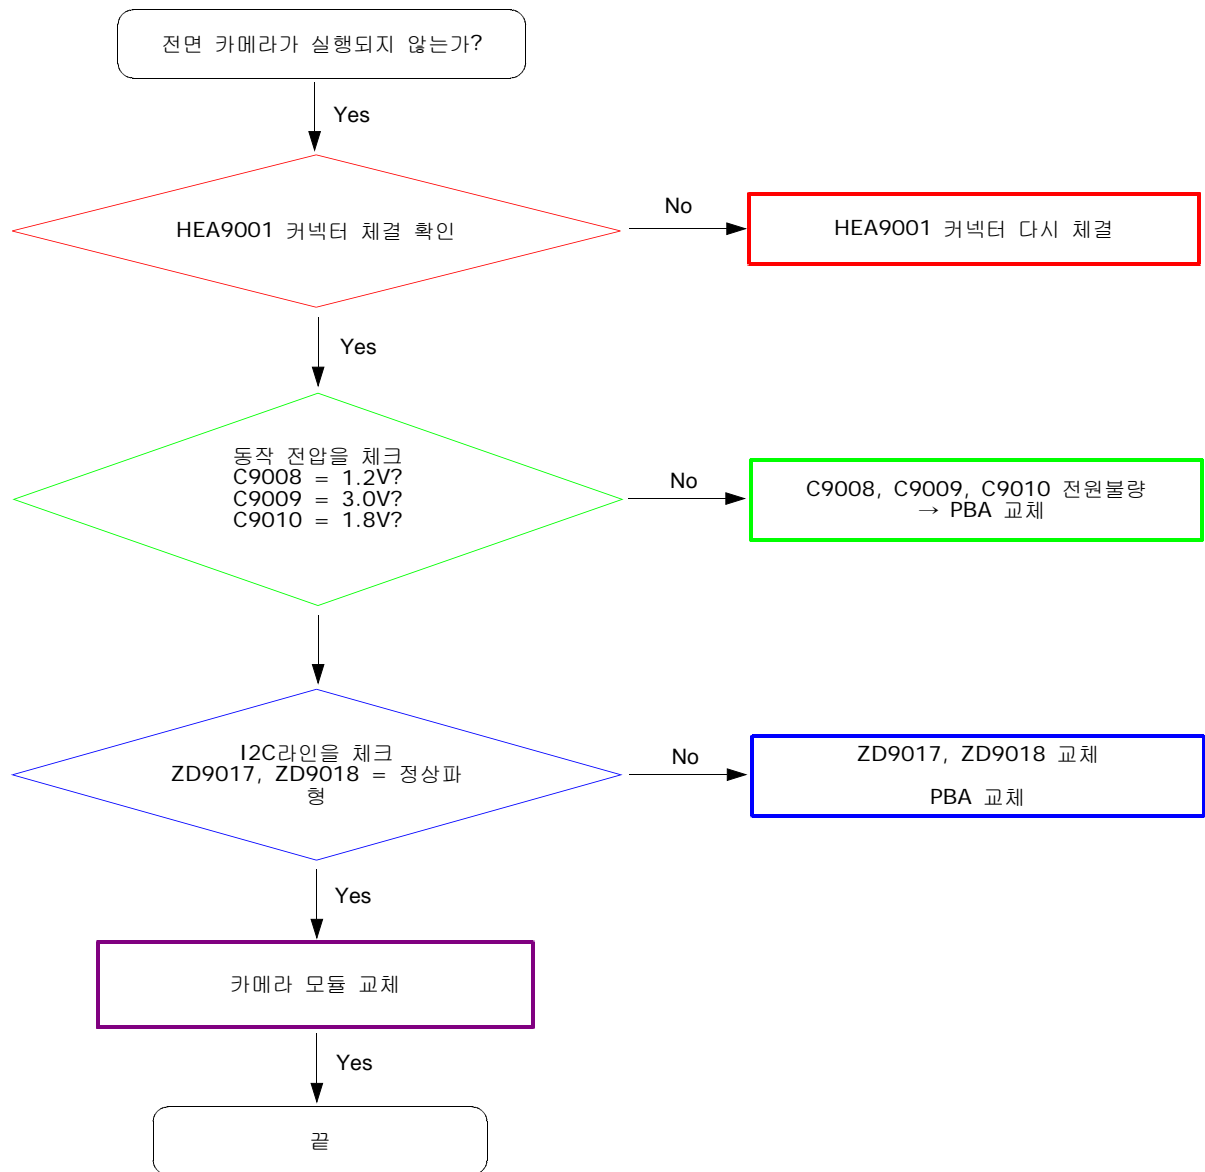 전면 카메라가 실행되지 않는가?
Yes
HEA9001 커넥터 체결 확인
No
HEA9001 커넥터 다시 체결
Yes
동작 전압을 체크
C9008 = 1.2V?
C9009 = 3.0V?
C9010 = 1.8V?
No
C9008, C9009, C9010 전원불량
→ PBA 교체
I2C라인을 체크
ZD9017, ZD9018 = 정상파
형
No
ZD9017, ZD9018 교체
PBA 교체
Yes
카메라 모듈 교체
Yes
끝